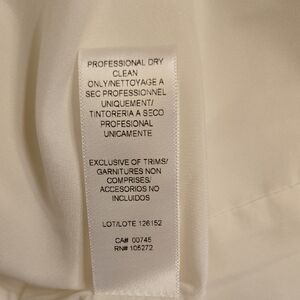 PROFESSIONAL DRY
CLEAN
ONLY/NETTOYAGE A
SEC PROFESSIONNEL
UNIQUEMENT/
TINTORERIA A SECO
PROFESIONAL
UNICAMENTE
EXCLUSIVE OF TRIMS/
GARNITURES NON
COMPRISES/
ACCESORIOS NO
INCLUIDOS
LOT/LOTE 126152
CA# 00745
RN# 105272